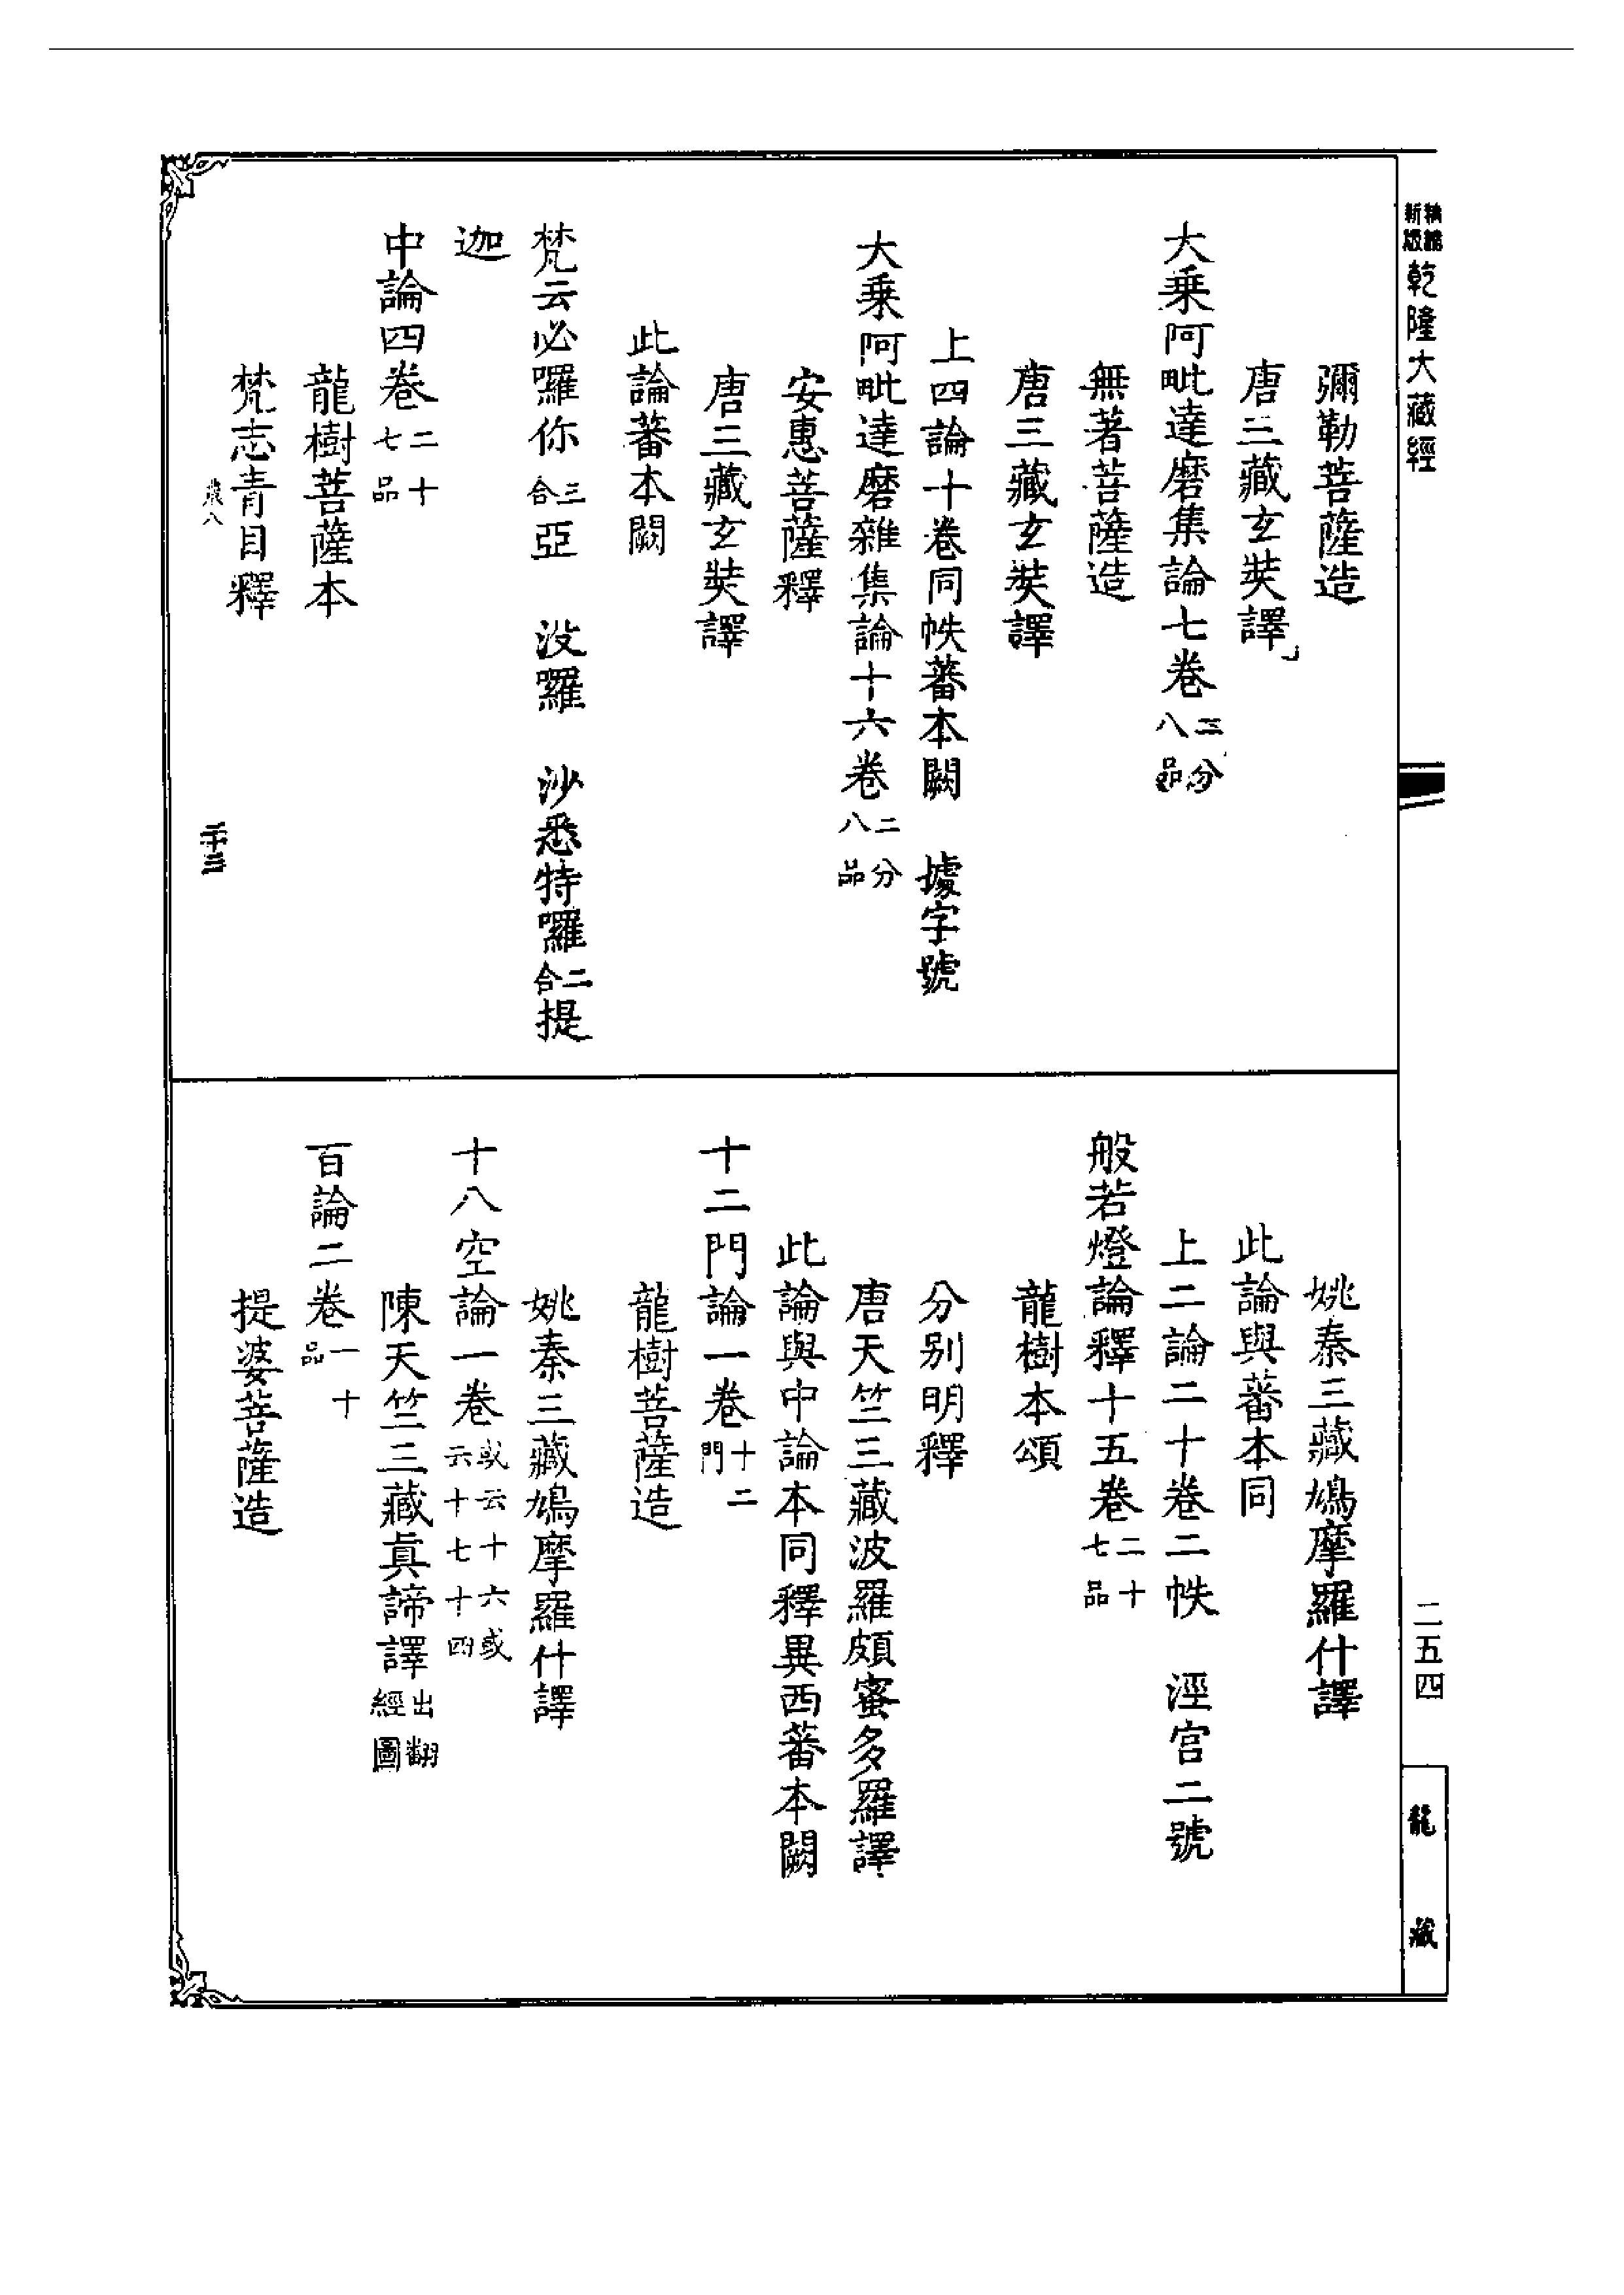 精縮新版乾隆大藏經
彌勒菩薩造
唐三藏玄奘譯
大乘阿毗達磨集論七卷三分八品
無著菩薩造
唐三藏玄奘譯
上四論十卷同帙蕃本闕　據字號
大乘阿毗達磨雜集論十六卷二分八品
安惠菩薩釋
唐三藏玄奘譯
此論蕃本闕
梵云必囉你三合亞　沒囉　沙悉特囉二合提
迦
中論四卷二十七品
龍樹菩薩本
梵志青目釋
二十三
姚秦三藏鳩摩羅什譯
此論與蕃本同
上二論二十卷二帙　涇宮二號
般若燈論釋十五卷二十七品
龍樹本頌
分別明釋
唐天竺三藏波羅頗蜜多羅譯
此論與中論本同釋異西蕃本闕
十二門論一卷十二門
龍樹菩薩造
姚秦三藏鳩摩羅什譯
十八空論一卷或云十六或云十七十四
陳天竺三藏真諦譯出翻經圖
百論二卷一十品
提婆菩薩造
二五四
龍藏